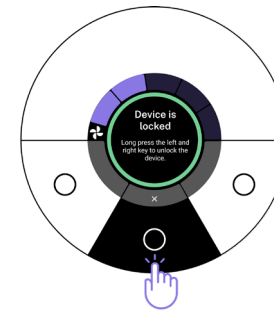 Device is
locked
Long press the left and
right key to unlock the
device.